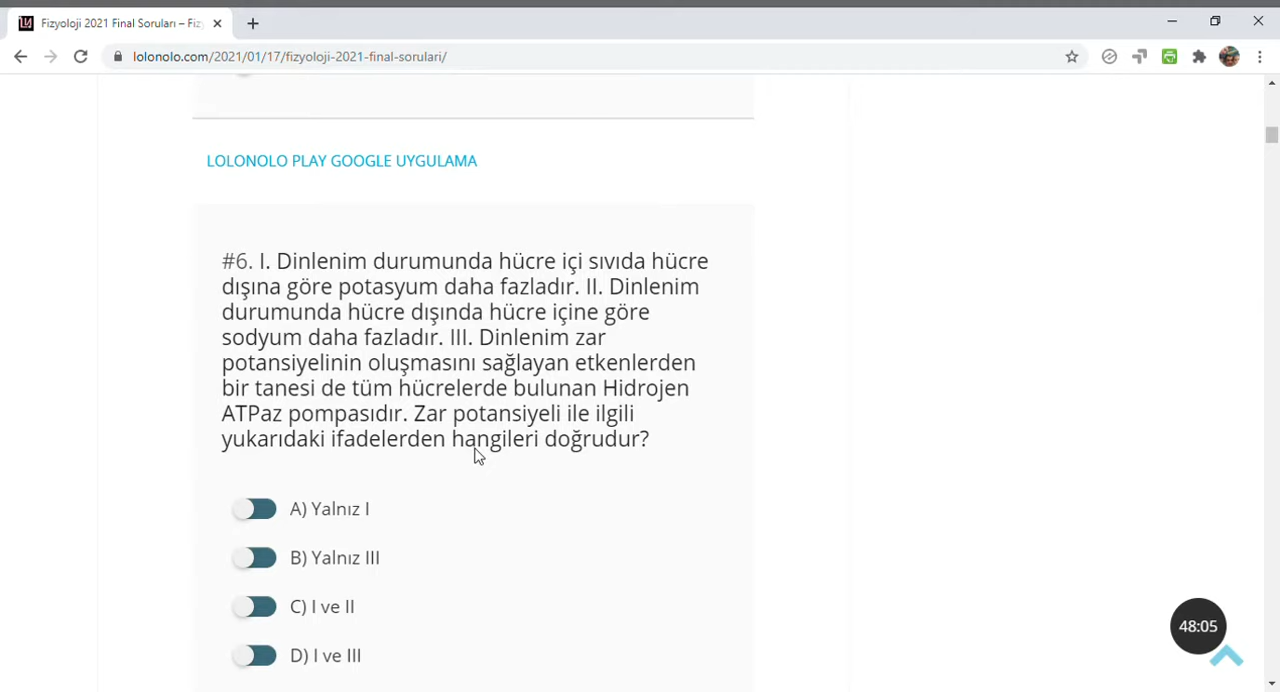 Fizyoloji 2021 Final Soruları – Fiz
lolonolo.com/2021/01/17/fizyoloji-2021-final-sorulari/
LOLONOLO PLAY GOOGLE UYGULAMA
#6. I. Dinlenim durumunda hücre içi sıvıda hücre
dışına göre potasyum daha fazladır. II. Dinlenim
durumunda hücre dışında hücre içine göre
sodyum daha fazladır. III. Dinlenim zar
potansiyelinin oluşmasını sağlayan etkenlerden
bir tanesi de tüm hücrelerde bulunan Hidrojen
ATPaz pompasıdır. Zar potansiyeli ile ilgili
yukarıdaki ifadelerden hangileri doğrudur?
A) Yalnız I
B) Yalnız III
C) I ve II
D) I ve III
48:05